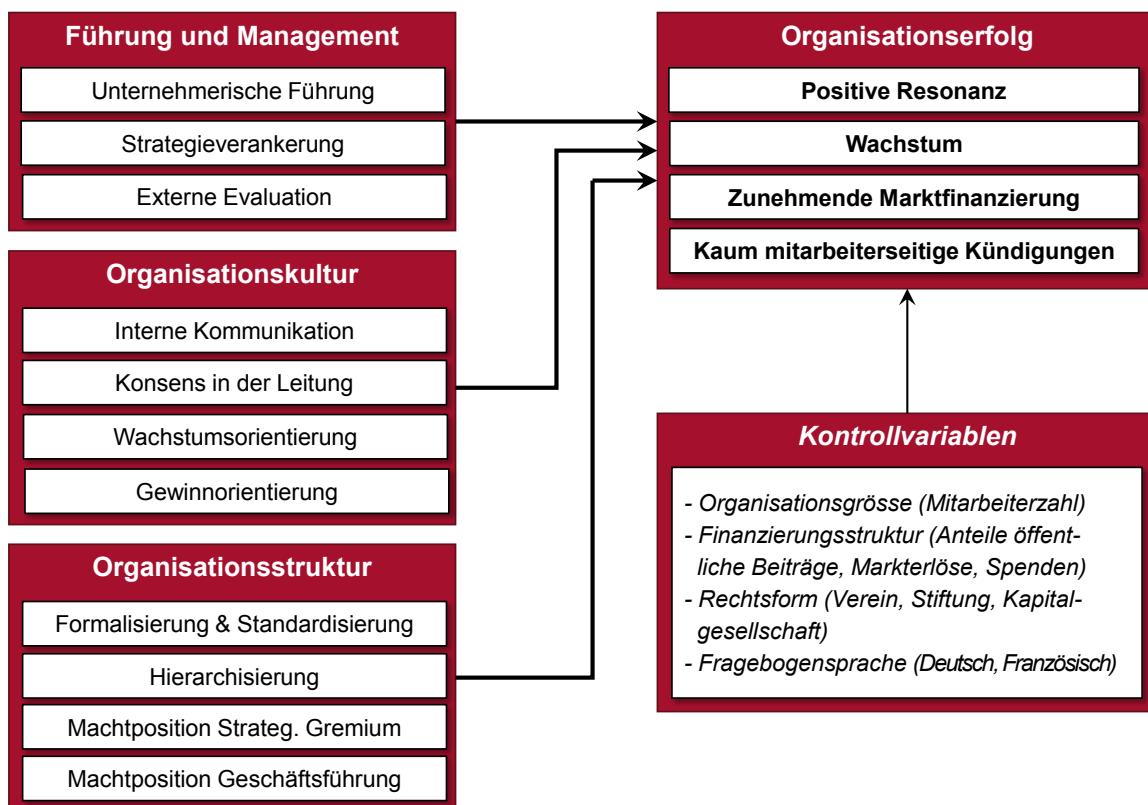 Führung und Management
Unternehmerische Führung
Strategieverankerung
Externe Evaluation
Organisationskultur
Interne Kommunikation
Konsens in der Leitung
Wachstumsorientierung
Gewinnorientierung
Organisationsstruktur
Formalisierung & Standardisierung
Hierarchisierung
Machtposition Strateg. Gremium
Machtposition Geschäftsführung
Organisationserfolg
Positive Resonanz
Wachstum
Zunehmende Marktfinanzierung
Kaum mitarbeiterseitige Kündigungen
Kontrollvariablen
- Organisationsgrösse (Mitarbeiterzahl)
- Finanzierungsstruktur (Anteile öffent-
liche Beiträge, Markterlöse, Spenden)
- Rechtsform (Verein, Stiftung, Kapital-
gesellschaft)
- Fragebogensprache (Deutsch, Französisch)